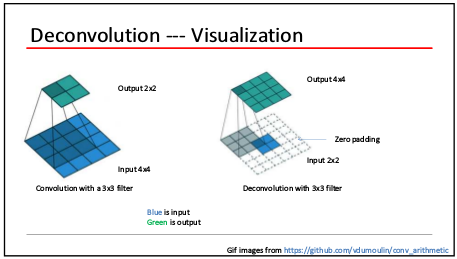 Deconvolution --- Visualization
Output 2x2
Input 4x4
Convolution with a 3x3 filter
Output 4x4
Zero padding
Input 2x2
Deconvolution with 3x3 filter
Blue is input
Green is output
Gif images from https://github.com/vdumoulin/conv_arithmetic